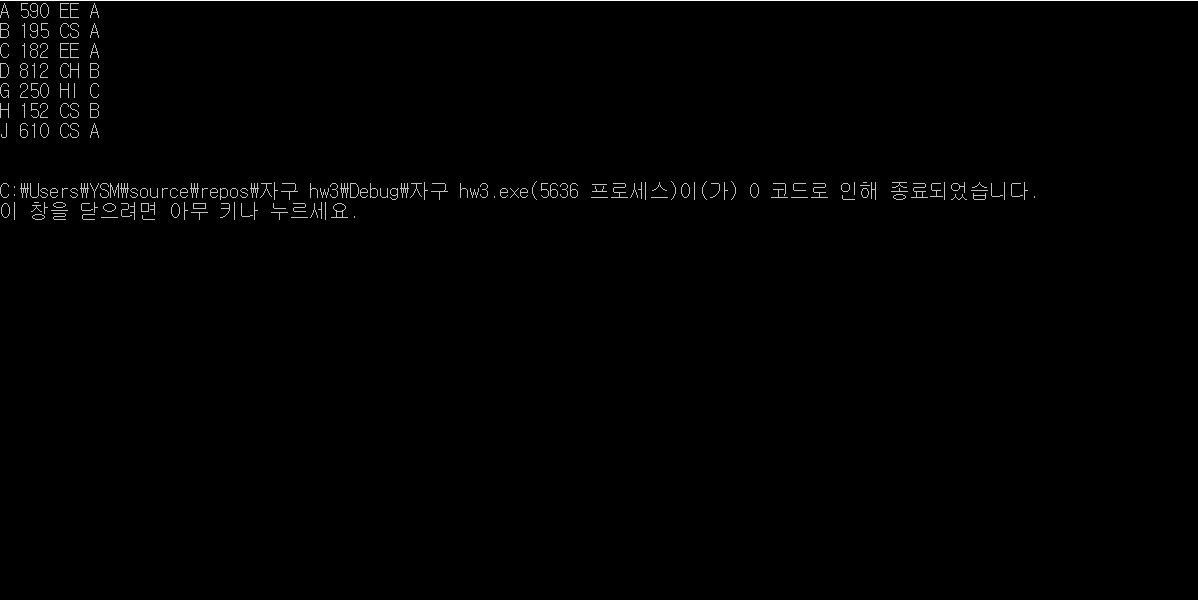 A 590 EE A
B 195 CS A
C 182 EE A
D 812 CH B
G 250 HI C
H 152 CS B
J 610 CS A
C:₩Users₩YSM₩source₩repos₩자구 hw3₩Debug₩자구 hw3.exe(5636 프로세스)이(가) 0 코드로 인해 종료되었습니다.
이 창을 닫으려면 아무 키나 누르세요.